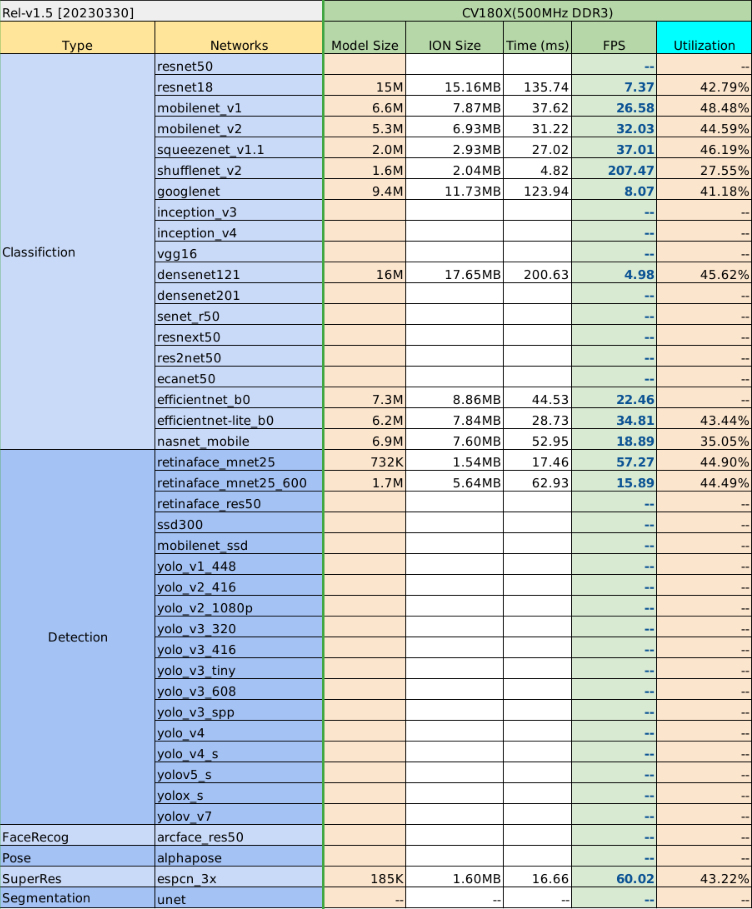 Rel-v1.5 [20230330] CV180X(500MHz DDR3)
Type Networks Model Size ION Size Time (ms) FPS Utilization
Classifiction
resnet50 -- --
resnet18 15M 15.16MB 135.74 7.37 42.79%
mobilenet_v1 6.6M 7.87MB 37.62 26.58 48.48%
mobilenet_v2 5.3M 6.93MB 31.22 32.03 44.59%
squeezenet_v1.1 2.0M 2.93MB 27.02 37.01 46.19%
shufflenet_v2 1.6M 2.04MB 4.82 207.47 27.55%
googlenet 9.4M 11.73MB 123.94 8.07 41.18%
inception_v3 -- --
inception_v4 -- --
vgg16 -- --
densenet121 16M 17.65MB 200.63 4.98 45.62%
densenet201 -- --
senet_r50 -- --
resnext50 -- --
res2net50 -- --
ecanet50 -- --
efficientnet_b0 7.3M 8.86MB 44.53 22.46 --
efficientnet-lite_b0 6.2M 7.84MB 28.73 34.81 43.44%
nasnet_mobile 6.9M 7.60MB 52.95 18.89 35.05%
Detection
retinaface_mnet25 732K 1.54MB 17.46 57.27 44.90%
retinaface_mnet25_600 1.7M 5.64MB 62.93 15.89 44.49%
retinaface_res50 -- --
ssd300 -- --
mobilenet_ssd -- --
yolo_v1_448 -- --
yolo_v2_416 -- --
yolo_v2_1080p -- --
yolo_v3_320 -- --
yolo_v3_416 -- --
yolo_v3_tiny -- --
yolo_v3_608 -- --
yolo_v3_spp -- --
yolo_v4 -- --
yolo_v4_s -- --
yolov5_s -- --
yolox_s -- --
yolov_v7 -- --
FaceRecog arcface_res50 -- --
Pose alphapose -- --
SuperRes espcn_3x 185K 1.60MB 16.66 60.02 43.22%
Segmentation unet -- -- -- -- --